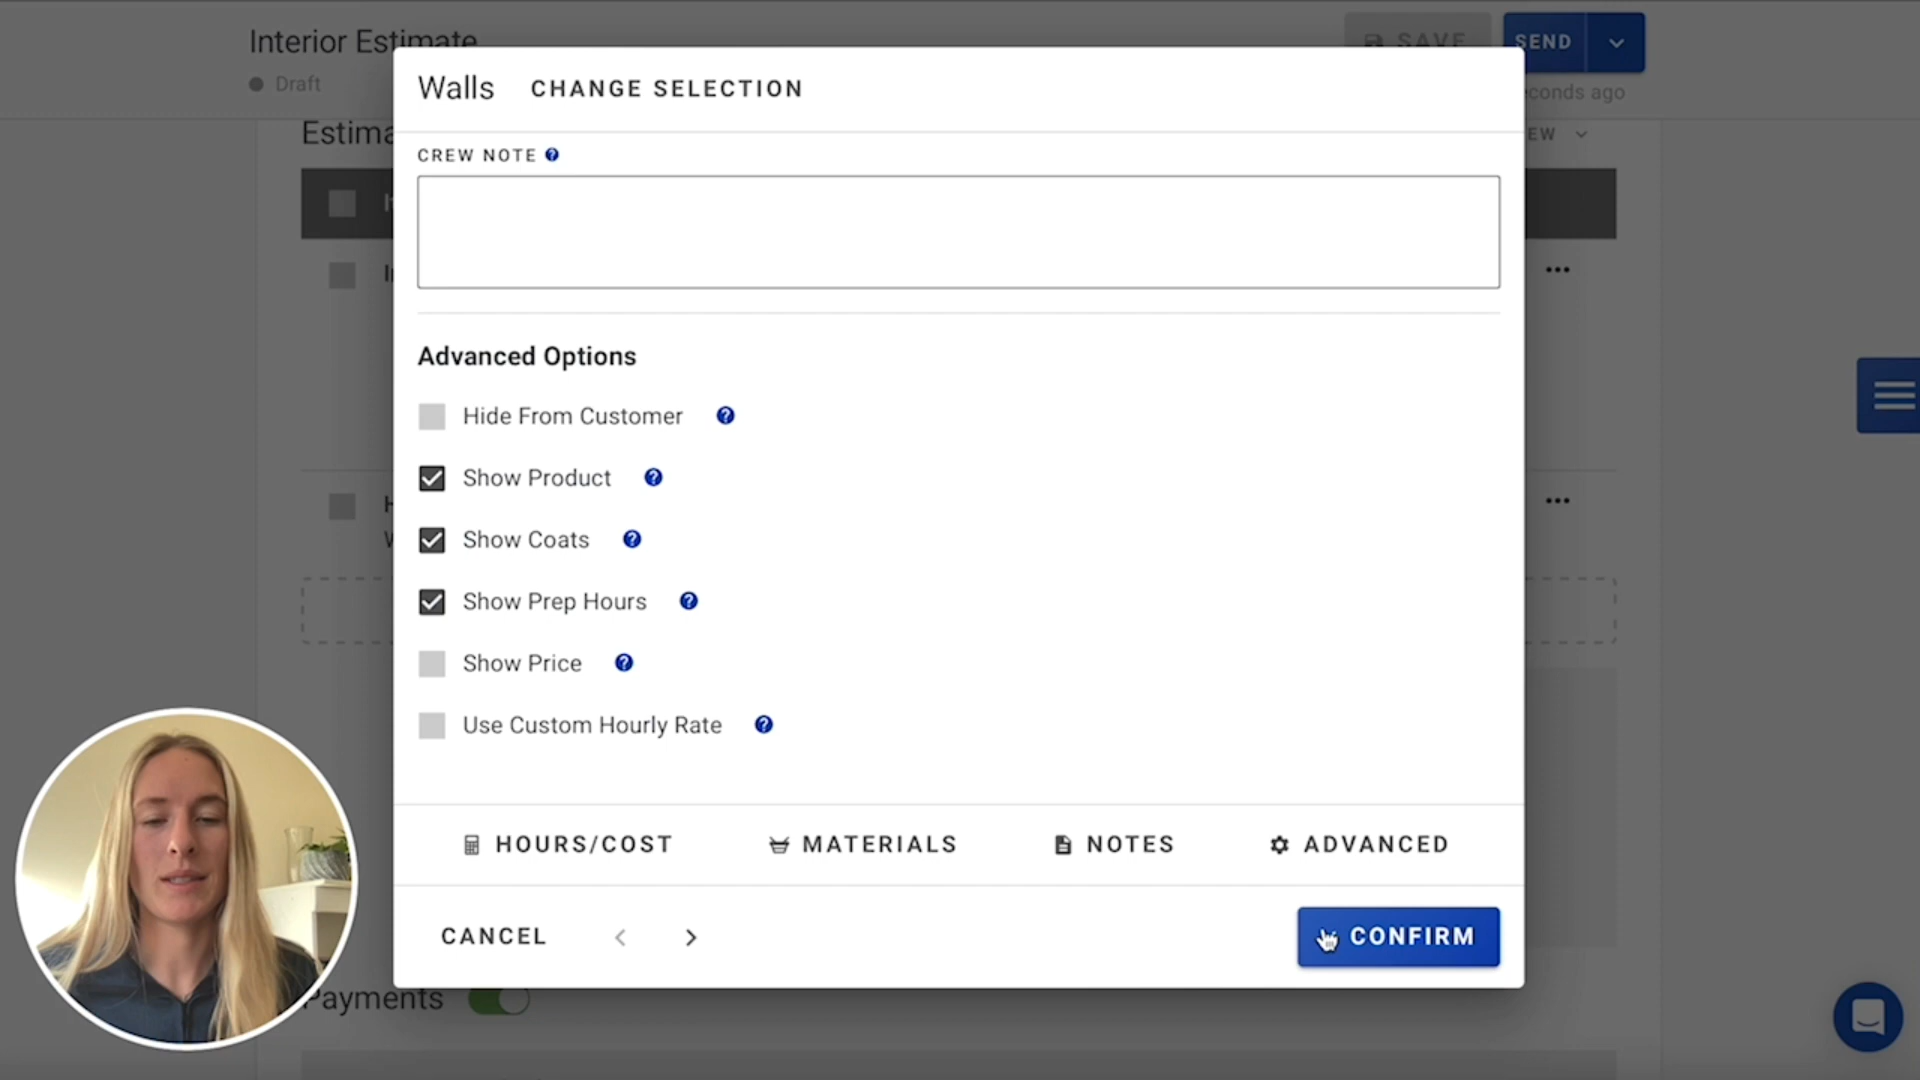 Interior Estimate
SAVE
SEND
Draft
Walls
CHANGE SELECTION
CREW NOTE
Advanced Options
Hide From Customer
Show Product
Show Coats
Show Prep Hours
Show Price
Use Custom Hourly Rate
HOURS/COST
MATERIALS
NOTES
ADVANCED
CANCEL
CONFIRM
Payments